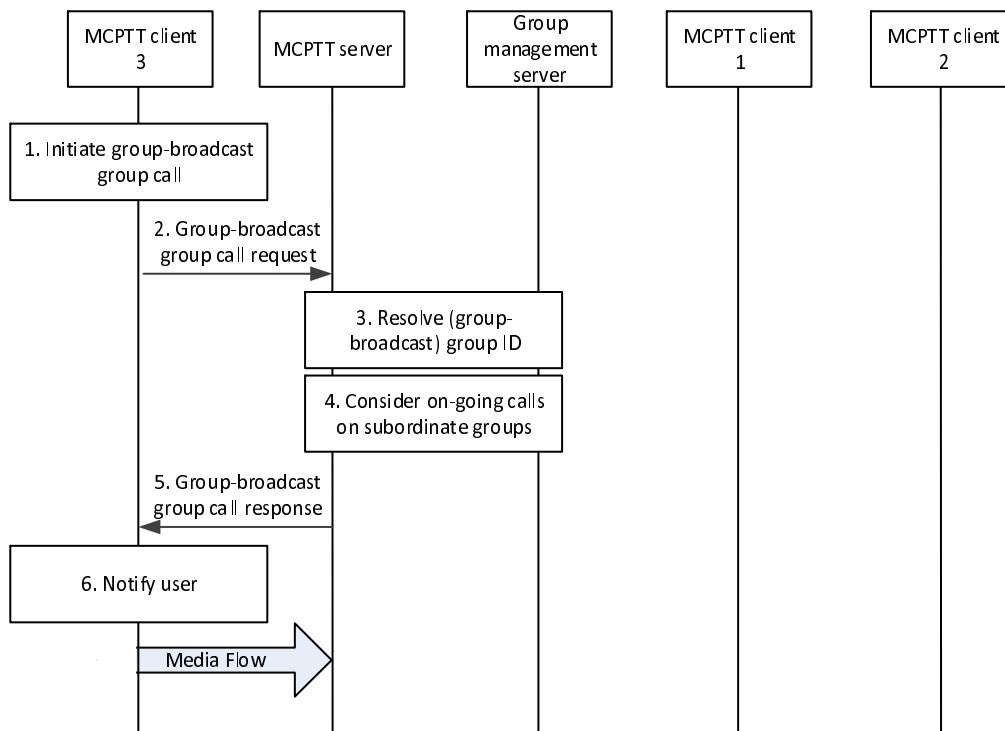 MCPTT client
3
MCPTT server
Group
management
server
MCPTT client
1
MCPTT client
2
1. Initiate group-broadcast
group call
2. Group-broadcast
group call request
3. Resolve (group-
broadcast) group ID
4. Consider on-going calls
on subordinate groups
5. Group-broadcast
group call response
6. Notify user
Media Flow